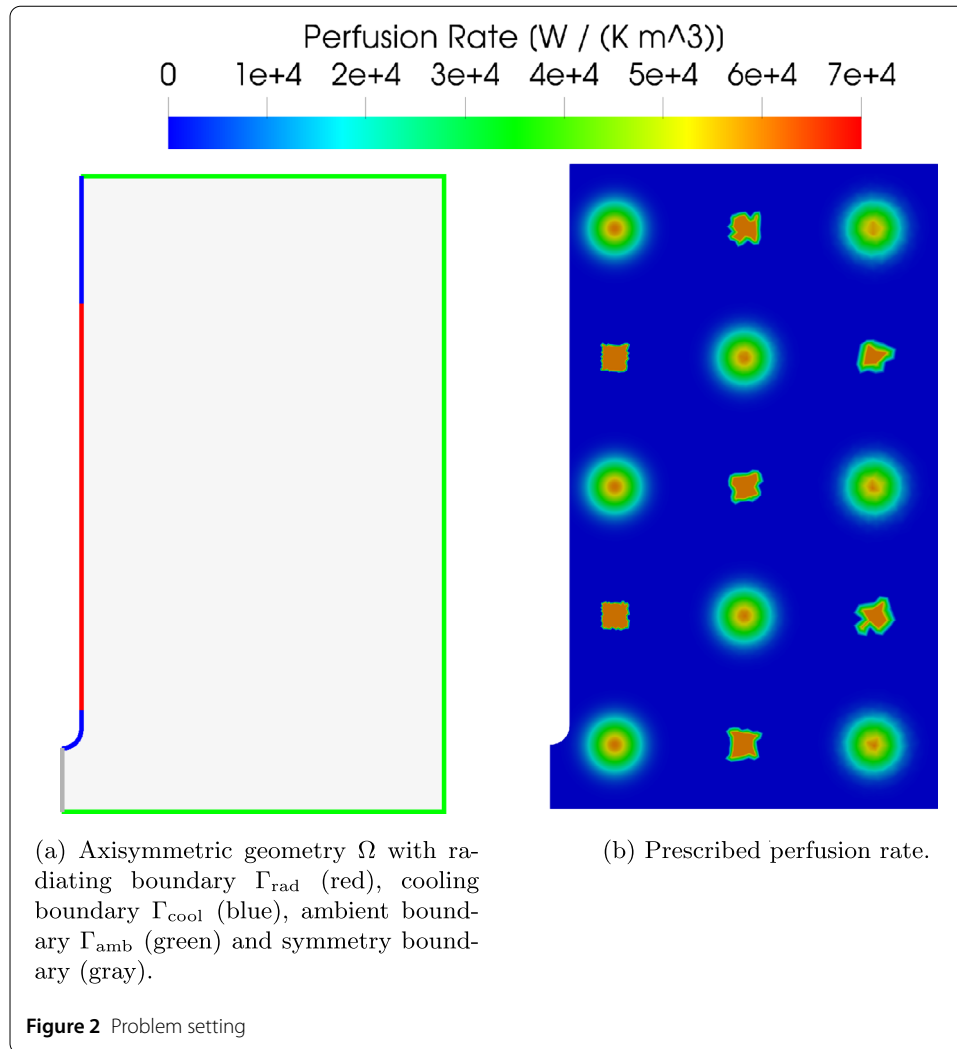 Perfusion Rate (W / (K m^3))
0 1e+4 2e+4 3e+4 4e+4 5e+4 6e+4 7e+4
(a) Axisymmetric geometry Ω with ra-
diating boundary Γrad (red), cooling
boundary Γcool (blue), ambient bound-
ary Γamb (green) and symmetry bound-
ary (gray).
(b) Prescribed perfusion rate.
Figure 2 Problem setting